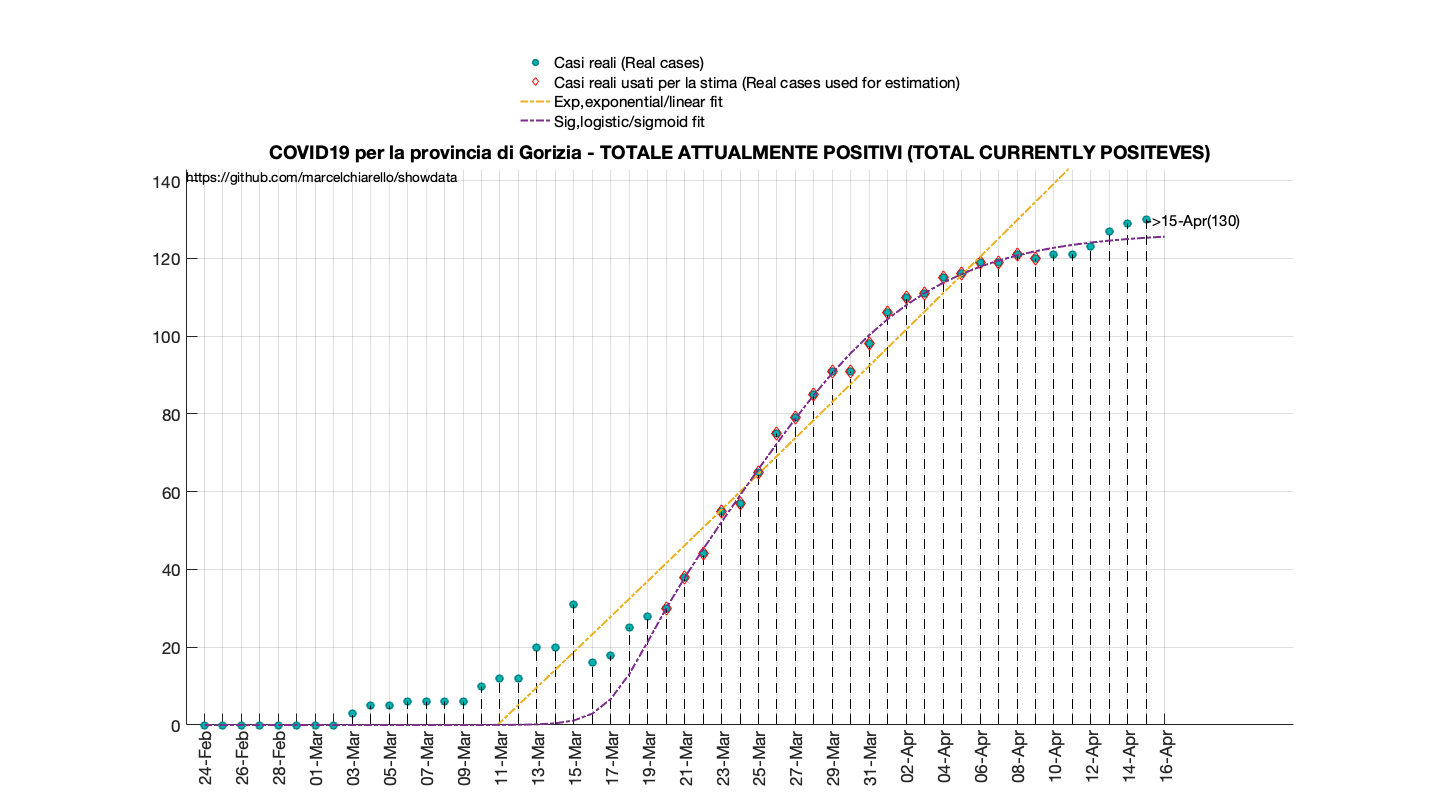 Casi reali (Real cases)
Casi reali usati per la stima (Real cases used for estimation)
Exp,exponential/linear fit
Sig,logistic/sigmoid fit
COVID19 per la provincia di Gorizia - TOTALE ATTUALMENTE POSITIVI (TOTAL CURRENTLY POSITEVES)
https://github.com/marcelchiarello/showdata
140
120
100
80
60
40
20
0
->15-Apr(130)
24-Feb
26-Feb
28-Feb
01-Mar
03-Mar
05-Mar
07-Mar
09-Mar
11-Mar
13-Mar
15-Mar
17-Mar
19-Mar
21-Mar
23-Mar
25-Mar
27-Mar
29-Mar
31-Mar
02-Apr
04-Apr
06-Apr
08-Apr
10-Apr
12-Apr
14-Apr
16-Apr